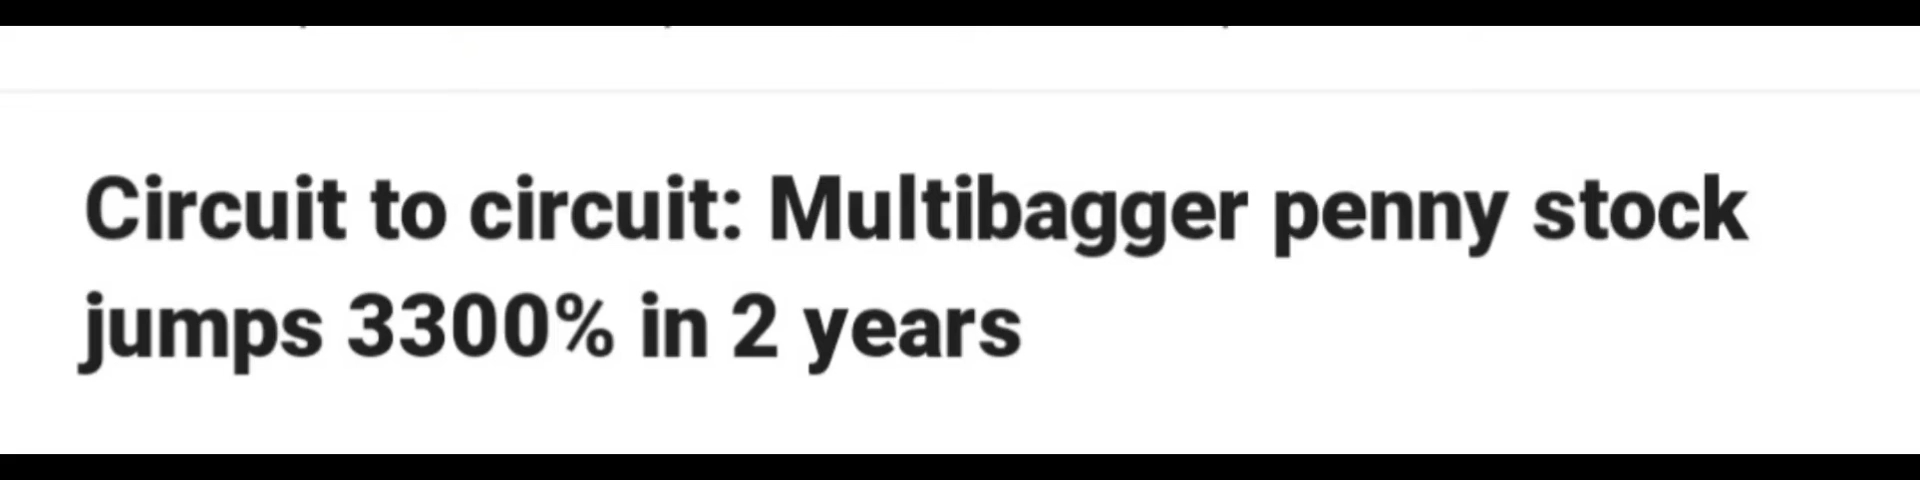 Circuit to circuit: Multibagger penny stock
jumps 3300% in 2 years